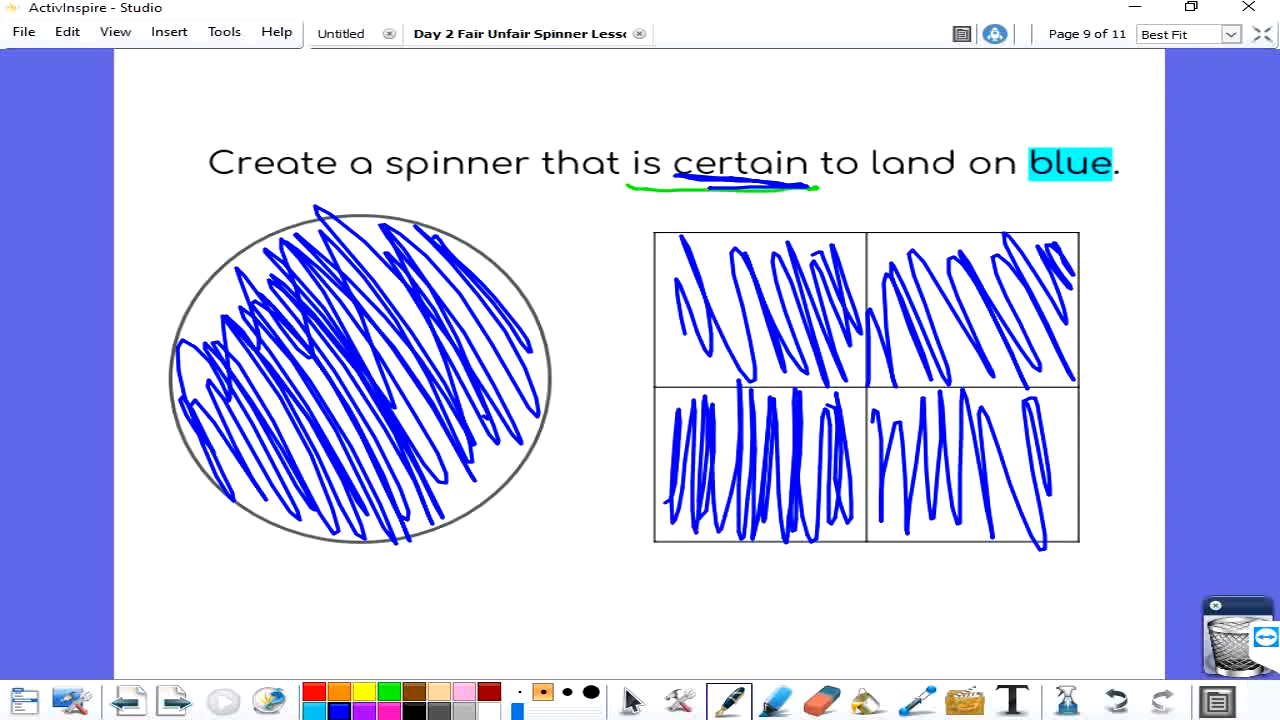 ActivInspire - Studio
File Edit View Insert Tools Help Untitled Day 2 Fair Unfair Spinner Lesso Page 9 of 11 Best Fit
Create a spinner that is certain to land on blue.
T